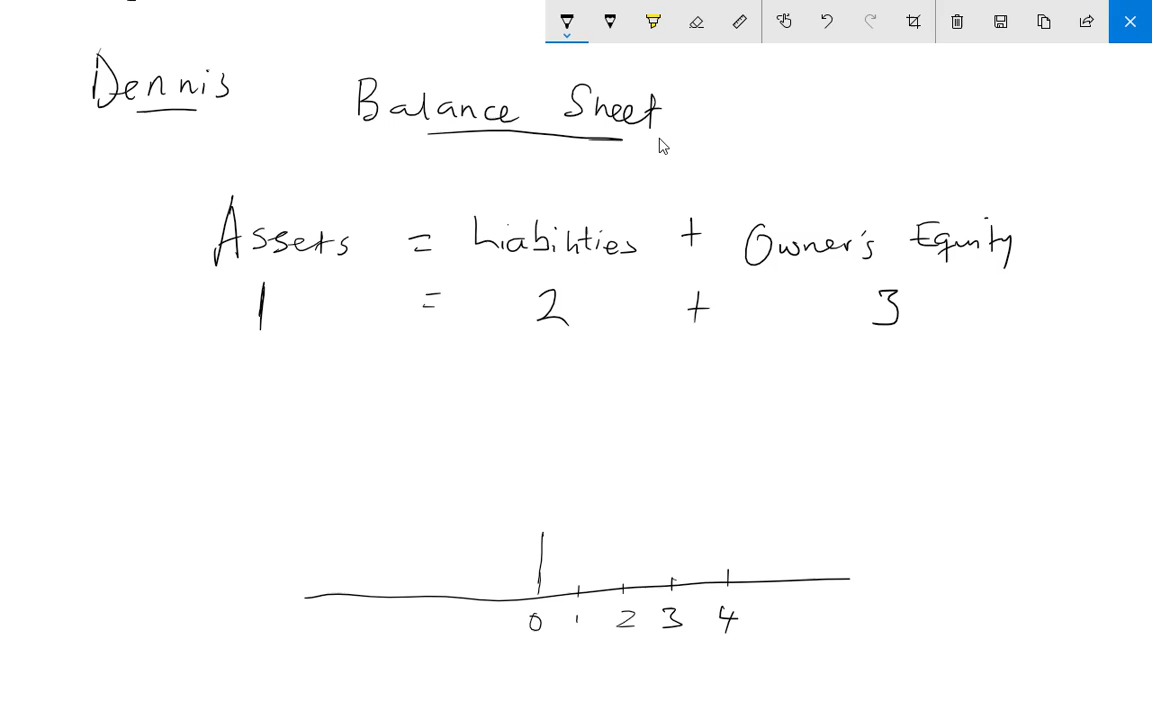 Dennis
Balance Sheet
Assets = Liabilities + Owner's Equity
1 = 2 + 3
0 1 2 3 4